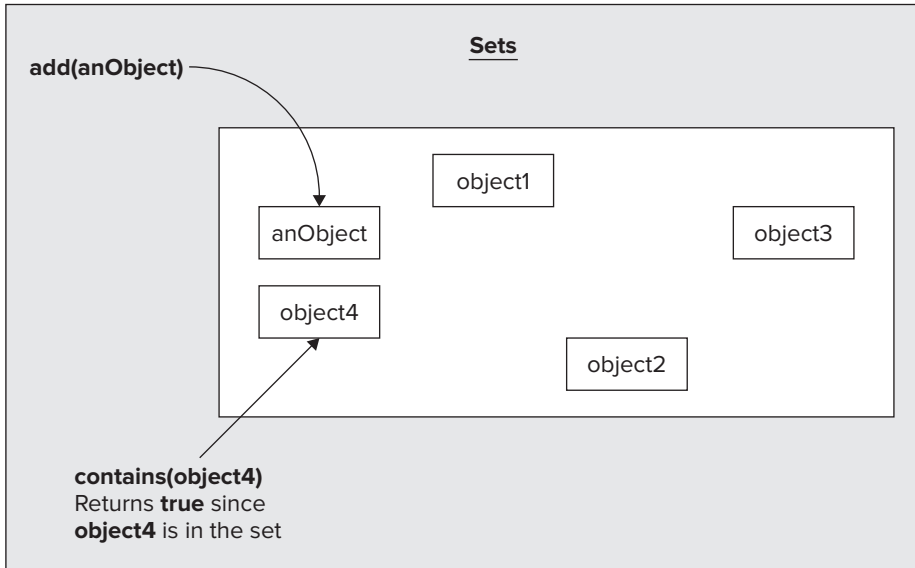 Sets
add(anObject)
object1
anObject
object3
object4
object2
contains(object4)
Returns true since
object4 is in the set